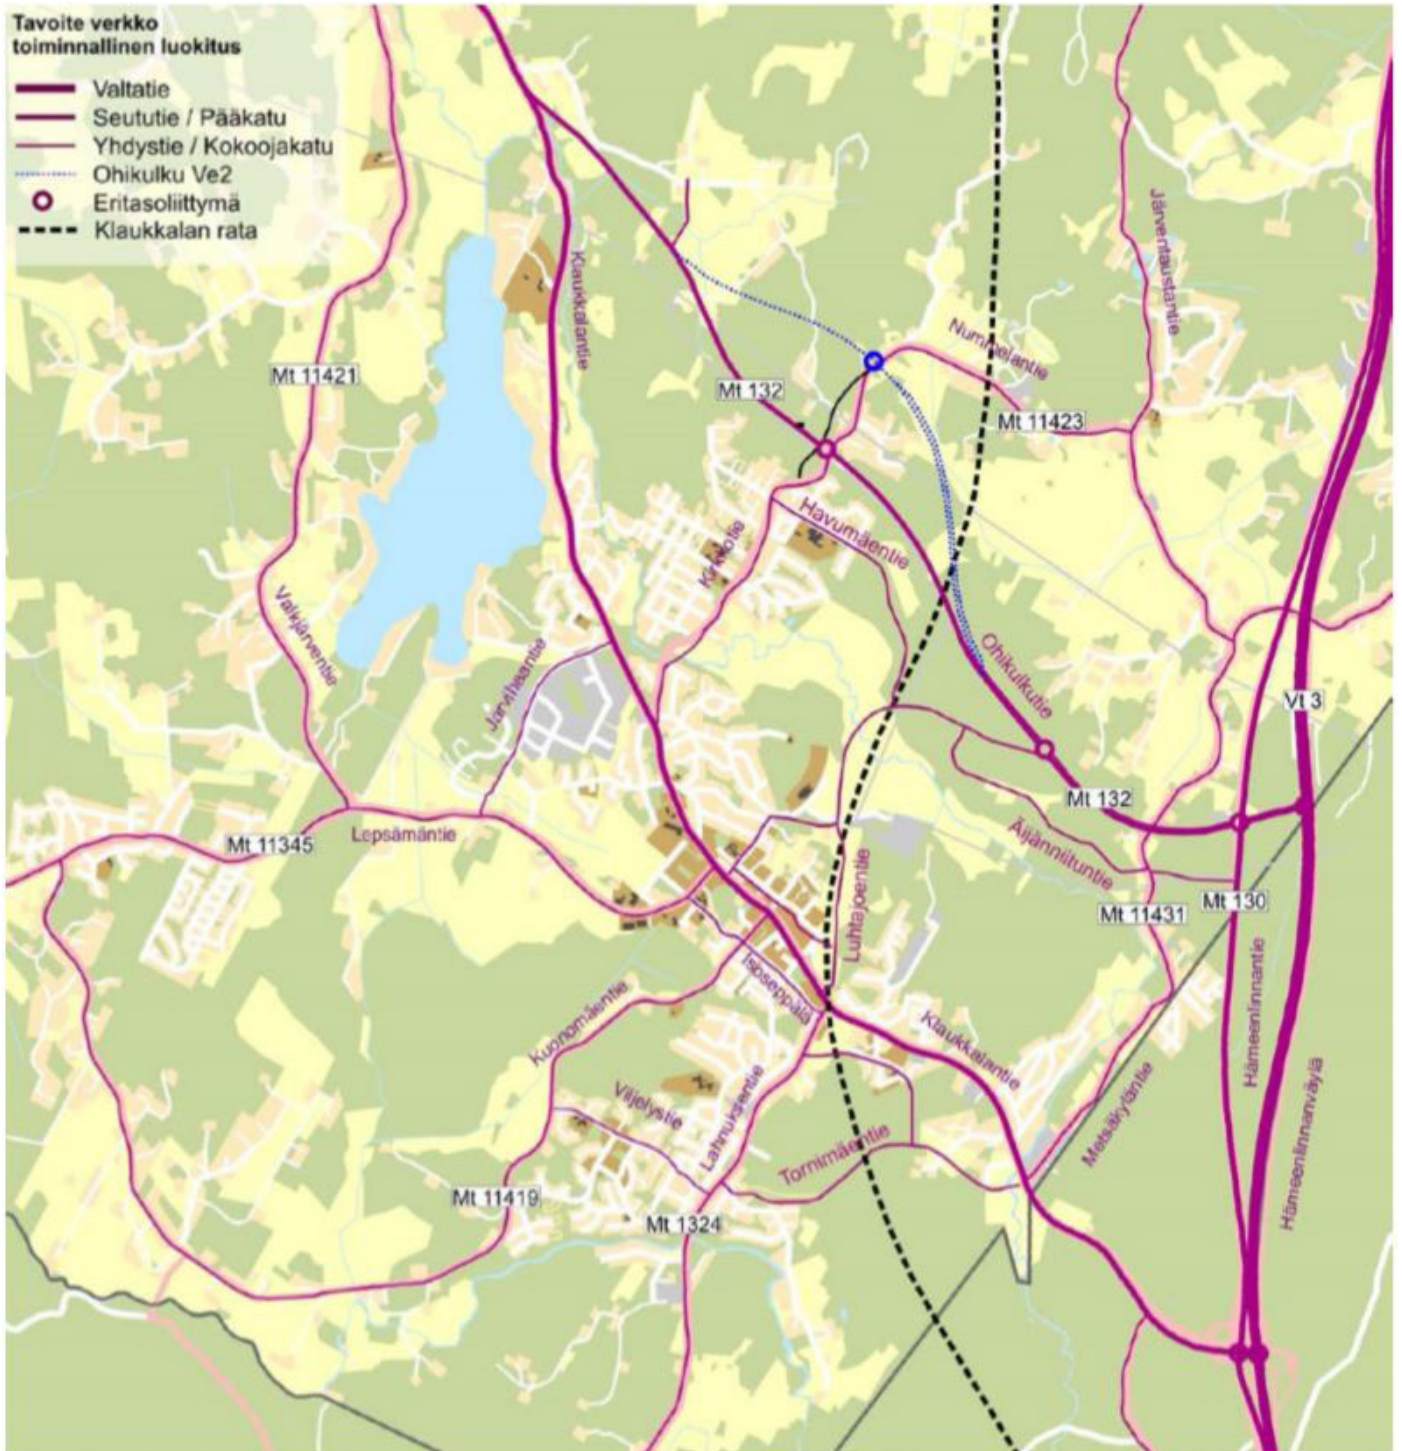 Tavoite verkko
toiminnallinen luokitus
Valtatie
Seututie / Pääkatu
Yhdystie / Kokoojakatu
Ohikulku Ve2
Eritasoliittymä
Klaukkalan rata
Järventaustantie
Klaukkalantie
Nummelantie
Mt 11421
Mt 132
Mt 11423
Havumäentie
Kirkkotie
Valkjärventie
Järvihaantie
Ohikulkutie
Vt 3
Mt 132
Lepsämäntie
Mt 11345
Äijänniituntie
Luhtajoentie
Mt 130
Mt 11431
Isoseppälä
Kuonomäentie
Klaukkalantie
Hämeenlinnantie
Viljelystie
Lahnuksentie
Metsäkyläntie
Tornimäentie
Hämeenlinnanväylä
Mt 11419
Mt 1324